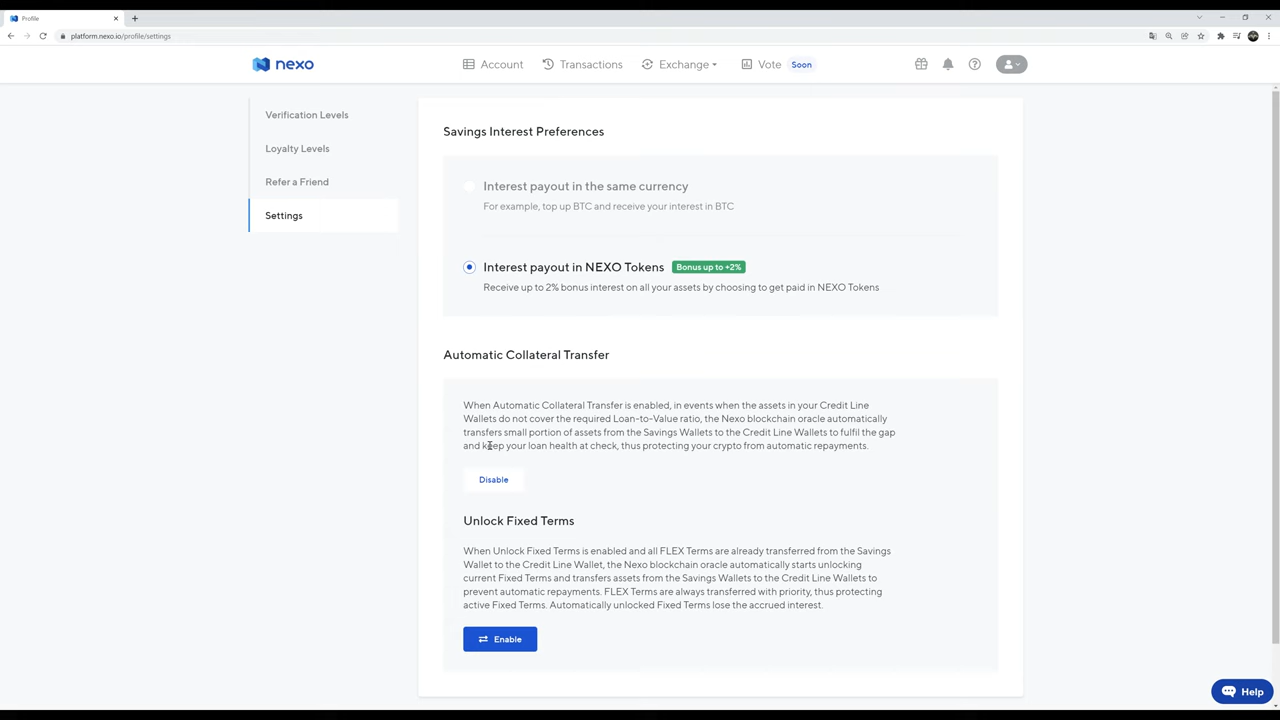 Profile
platform.nexo.io/profile/settings
nexo
Account
Transactions
Exchange
Vote
Soon
Verification Levels
Loyalty Levels
Refer a Friend
Settings
Savings Interest Preferences
Interest payout in the same currency
For example, top up BTC and receive your interest in BTC
Interest payout in NEXO Tokens Bonus up to +2%
Receive up to 2% bonus interest on all your assets by choosing to get paid in NEXO Tokens
Automatic Collateral Transfer
When Automatic Collateral Transfer is enabled, in events when the assets in your Credit Line
Wallets do not cover the required Loan-to-Value ratio, the Nexo blockchain oracle automatically
transfers small portion of assets from the Savings Wallets to the Credit Line Wallets to fulfil the gap
and keep your loan health at check, thus protecting your crypto from automatic repayments.
Disable
Unlock Fixed Terms
When Unlock Fixed Terms is enabled and all FLEX Terms are already transferred from the Savings
Wallet to the Credit Line Wallet, the Nexo blockchain oracle automatically starts unlocking
current Fixed Terms and transfers assets from the Savings Wallets to the Credit Line Wallets to
prevent automatic repayments. FLEX Terms are always transferred with priority, thus protecting
active Fixed Terms. Automatically unlocked Fixed Terms lose the accrued interest.
Enable
Help